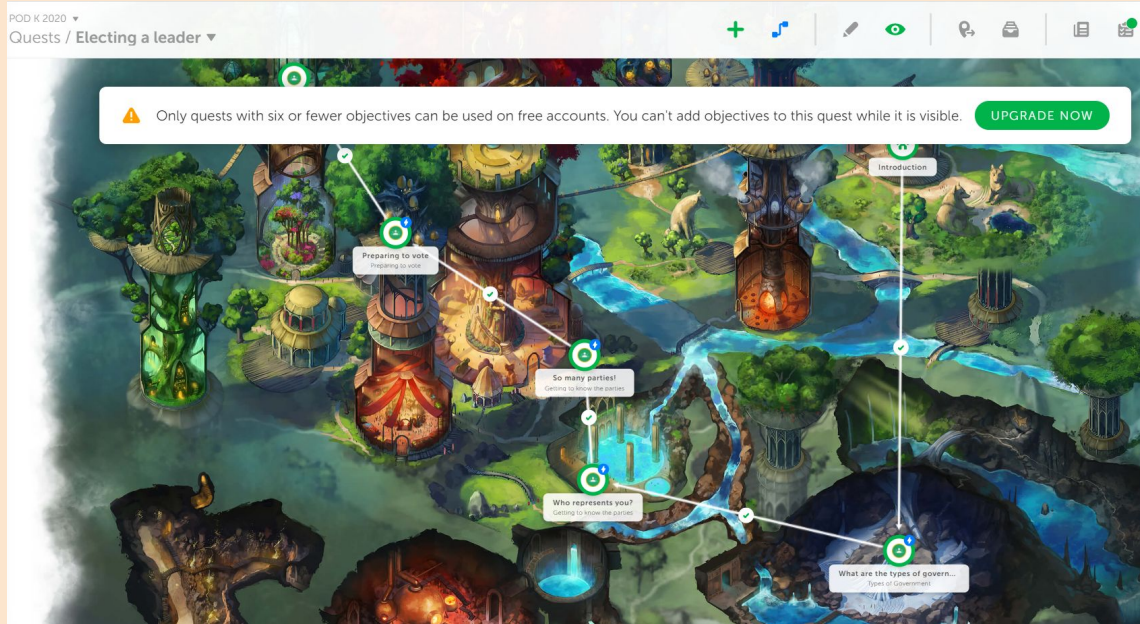 POD K 2020 ▼
Quests / Electing a leader ▼
Only quests with six or fewer objectives can be used on free accounts. You can't add objectives to this quest while it is visible.
UPGRADE NOW
Introduction
Preparing to vote
Preparing to vote
So many parties!
Getting to know the parties
Who represents you?
Getting to know the parties
What are the types of govern...
Types of Government